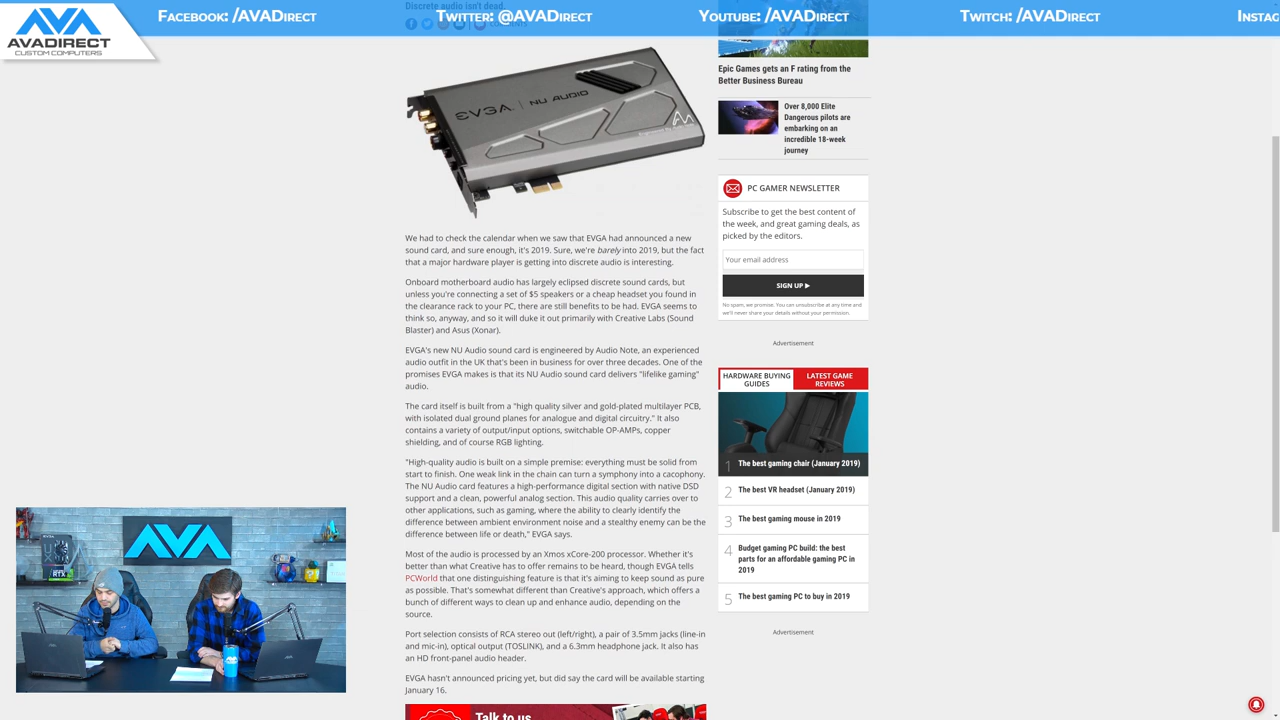 FACEBOOK: /AVADIRECT
TWITTER: @AVADIRECT
YOUTUBE: /AVADIRECT
TWITCH: /AVADIRECT
INSTAG
AVADIRECT
CUSTOM COMPUTERS
Discrete audio isn't dead.
COMMENTS
EVGA | NU AUDIO
We had to check the calendar when we saw that EVGA had announced a new
sound card, and sure enough, it's 2019. Sure, we're barely into 2019, but the fact
that a major hardware player is getting into discrete audio is interesting.
Onboard motherboard audio has largely eclipsed discrete sound cards, but
unless you're connecting a set of $5 speakers or a cheap headset you found in
the clearance rack to your PC, there are still benefits to be had. EVGA seems to
think so, anyway, and so it will duke it out primarily with Creative Labs (Sound
Blaster) and Asus (Xonar).
EVGA's new NU Audio sound card is engineered by Audio Note, an experienced
audio outfit in the UK that's been in business for over three decades. One of the
promises EVGA makes is that its NU Audio sound card delivers "lifelike gaming"
audio.
The card itself is built from a "high quality silver and gold-plated multilayer PCB,
with isolated dual ground planes for analogue and digital circuitry." It also
contains a variety of output/input options, switchable OP-AMPs, copper
shielding, and of course RGB lighting.
"High-quality audio is built on a simple premise: everything must be solid from
start to finish. One weak link in the chain can turn a symphony into a cacophony.
The NU Audio card features a high-performance digital section with native DSD
support and a clean, powerful analog section. This audio quality carries over to
other applications, such as gaming, where the ability to clearly identify the
difference between ambient environment noise and a stealthy enemy can be the
difference between life or death," EVGA says.
Most of the audio is processed by an Xmos xCore-200 processor. Whether it's
better than what Creative has to offer remains to be heard, though EVGA tells
PCWorld that one distinguishing feature is that it's aiming to keep sound as pure
as possible. That's somewhat different than Creative's approach, which offers a
bunch of different ways to clean up and enhance audio, depending on the
source.
Port selection consists of RCA stereo out (left/right), a pair of 3.5mm jacks (line-in
and mic-in), optical output (TOSLINK), and a 6.3mm headphone jack. It also has
an HD front-panel audio header.
EVGA hasn't announced pricing yet, but did say the card will be available starting
January 16.
Talk to us
Epic Games gets an F rating from the
Better Business Bureau
Over 8,000 Elite
Dangerous pilots are
embarking on an
incredible 18-week
journey
PC GAMER NEWSLETTER
Subscribe to get the best content of
the week, and great gaming deals, as
picked by the editors.
Your email address
SIGN UP ▶
No spam, we promise. You can unsubscribe at any time and
we'll never share your details without your permission.
Advertisement
HARDWARE BUYING
GUIDES
LATEST GAME
REVIEWS
1 The best gaming chair (January 2019)
2 The best VR headset (January 2019)
3 The best gaming mouse in 2019
4 Budget gaming PC build: the best
parts for an affordable gaming PC in
2019
5 The best gaming PC to buy in 2019
Advertisement
AVA
RTX